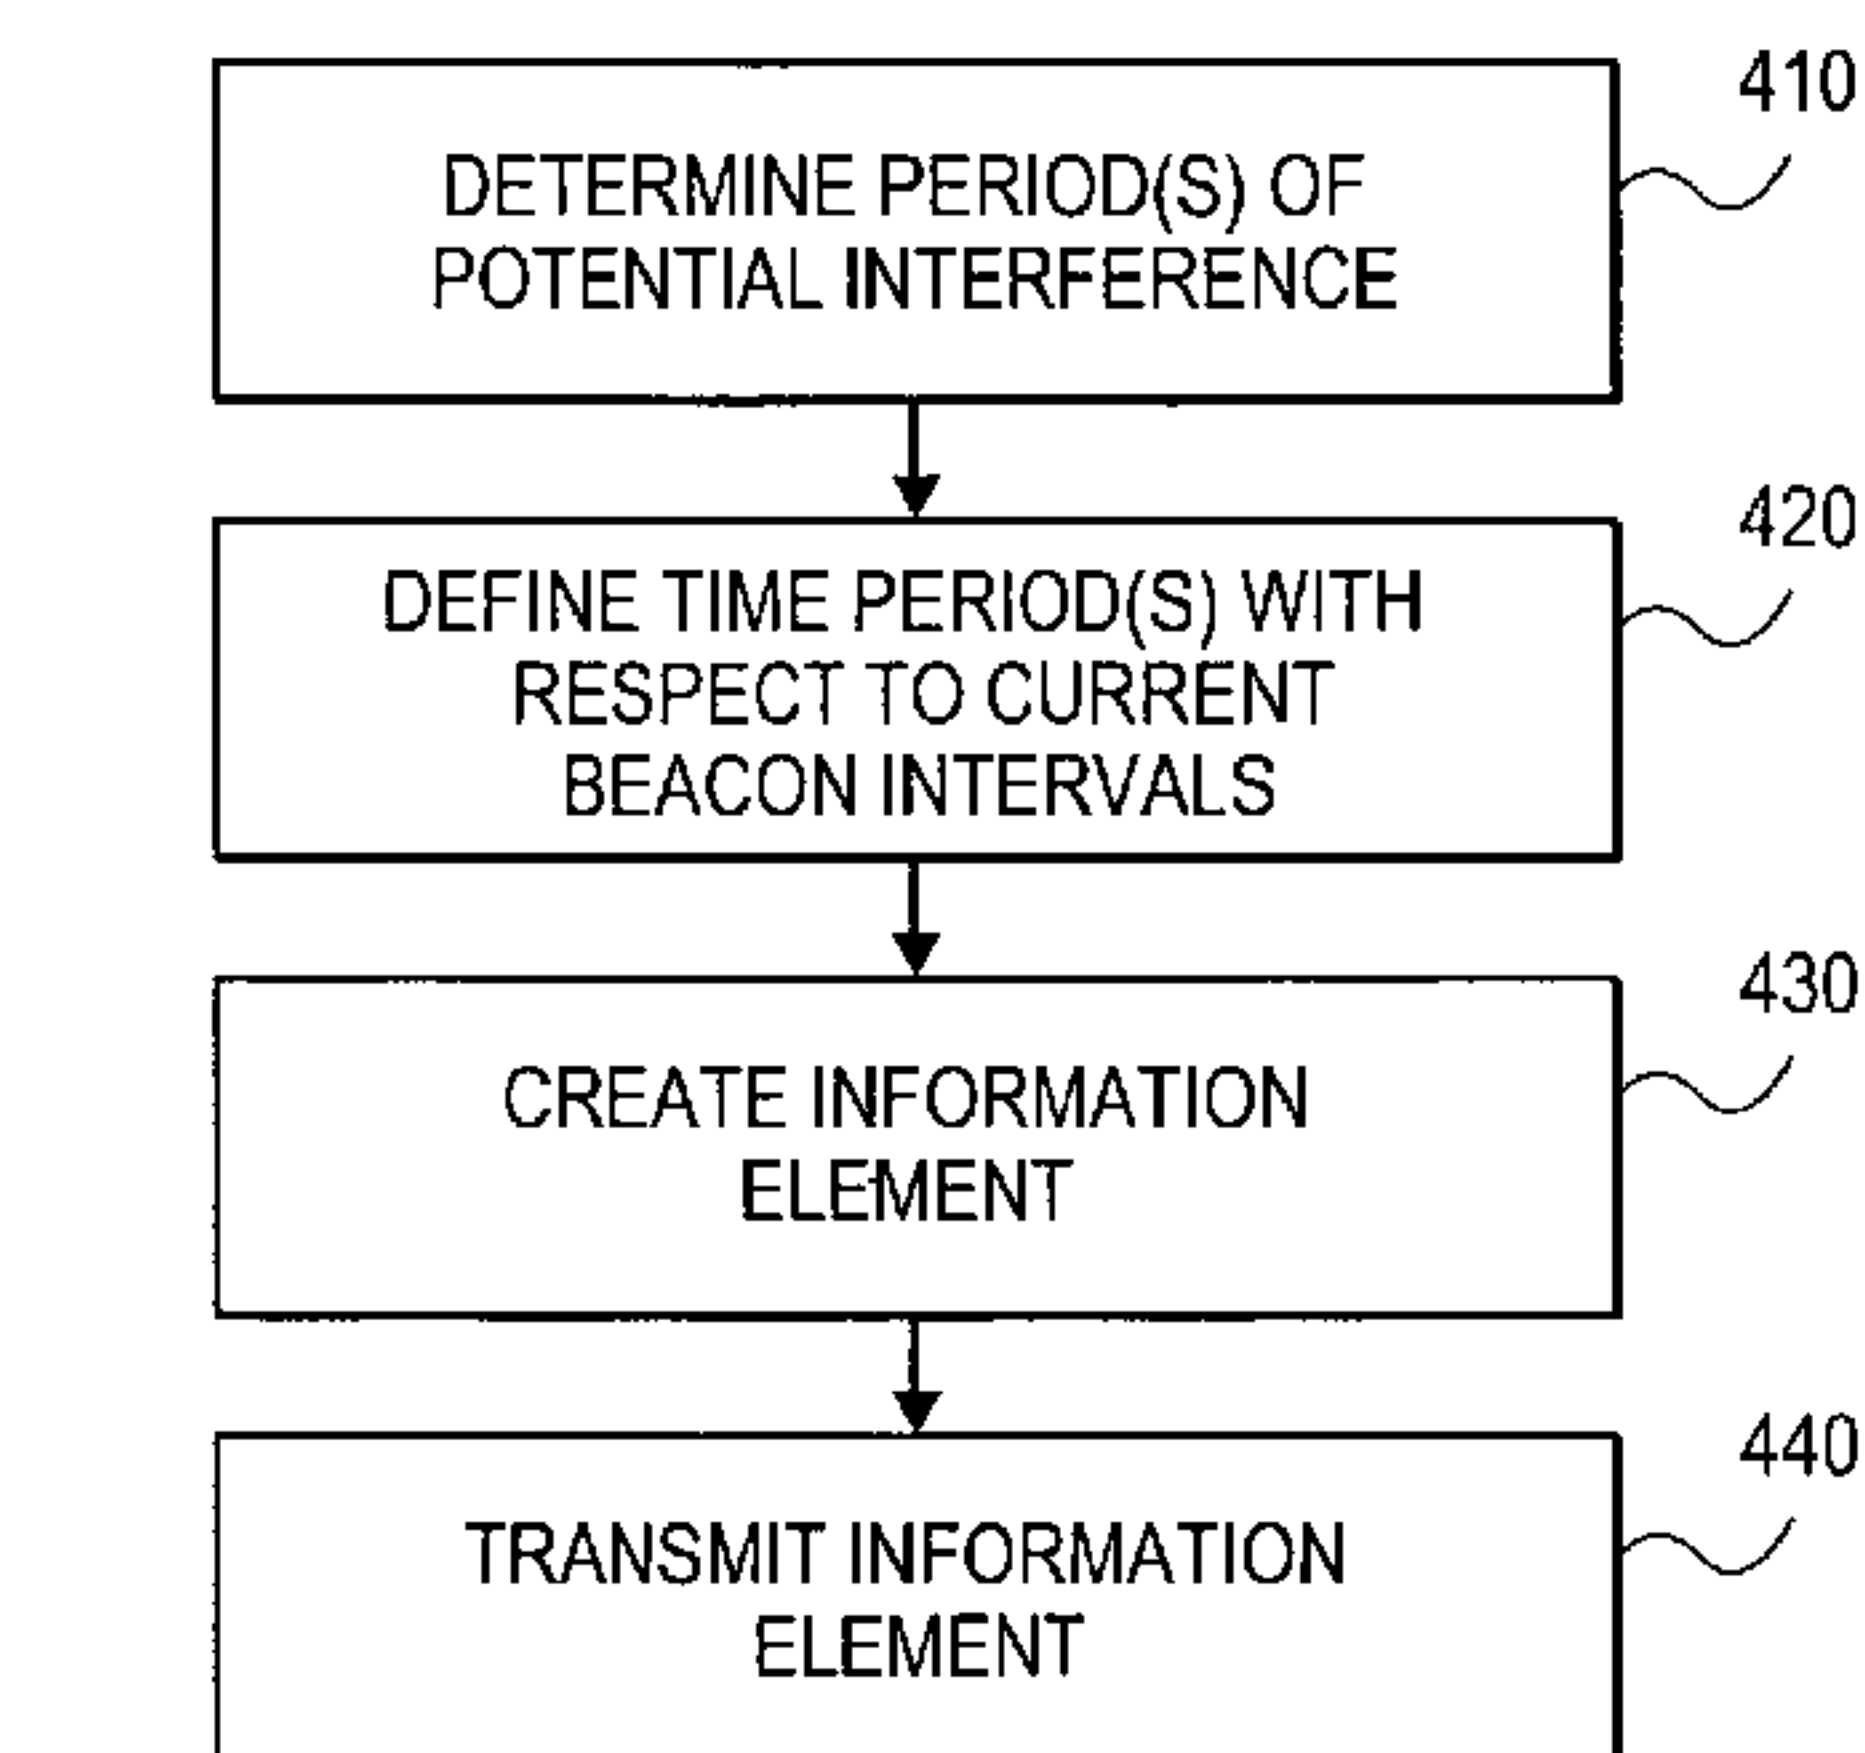 410
DETERMINE PERIOD(S) OF
POTENTIAL INTERFERENCE
420
DEFINE TIME PERIOD(S) WITH
RESPECT TO CURRENT
BEACON INTERVALS
430
CREATE INFORMATION
ELEMENT
440
TRANSMIT INFORMATION
ELEMENT